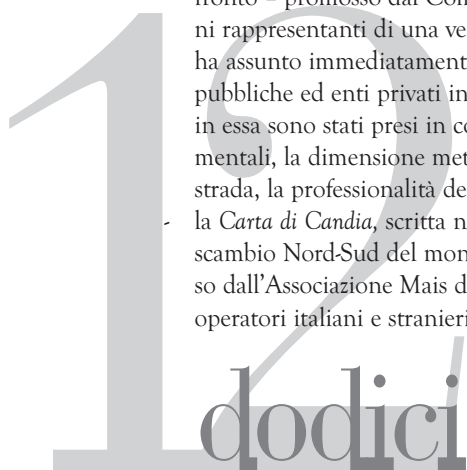 fronto – promosso dal Com
ni rappresentanti di una ve
ha assunto immediatament
pubbliche ed enti privati in
in essa sono stati presi in co
mentali, la dimensione met
strada, la professionalità de
- la Carta di Candia, scritta n
scambio Nord-Sud del mon
so dall'Associazione Mais d
operatori italiani e stranieri
12
dodici